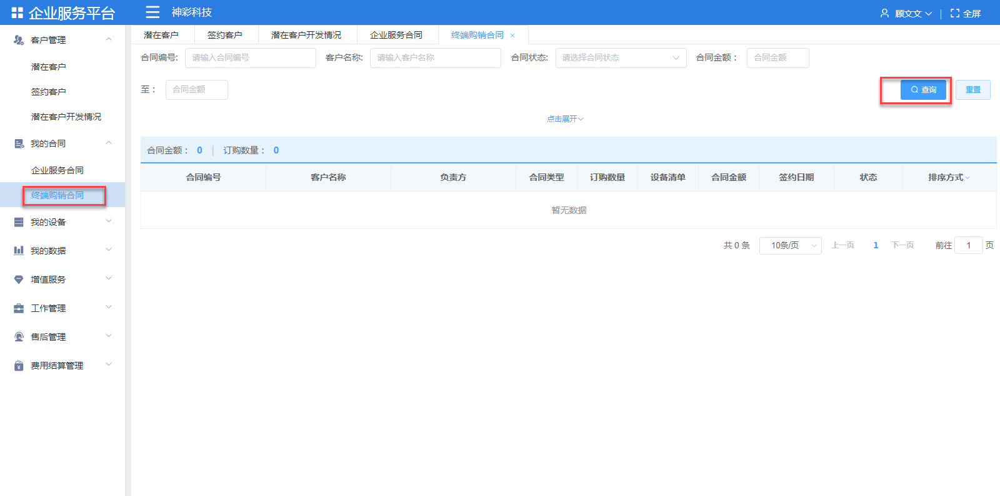 企业服务平台
神彩科技
顾文文
全屏
客户管理
潜在客户
签约客户
潜在客户开发情况
我的合同
企业服务合同
终端购销合同
我的设备
我的数据
增值服务
工作管理
售后管理
费用结算管理
潜在客户 签约客户 潜在客户开发情况 企业服务合同 终端购销合同 ×
合同编号: 请输入合同编号 客户名称: 请输入客户名称 合同状态: 请选择合同状态 合同金额： 合同金额
至： 合同金额 查询 重置
点击展开
合同金额： 0 | 订购数量： 0
合同编号 客户名称 负责方 合同类型 订购数量 设备清单 合同金额 签约日期 状态 排序方式
暂无数据
共 0 条 10条/页 上一页 1 下一页 前往 1 页